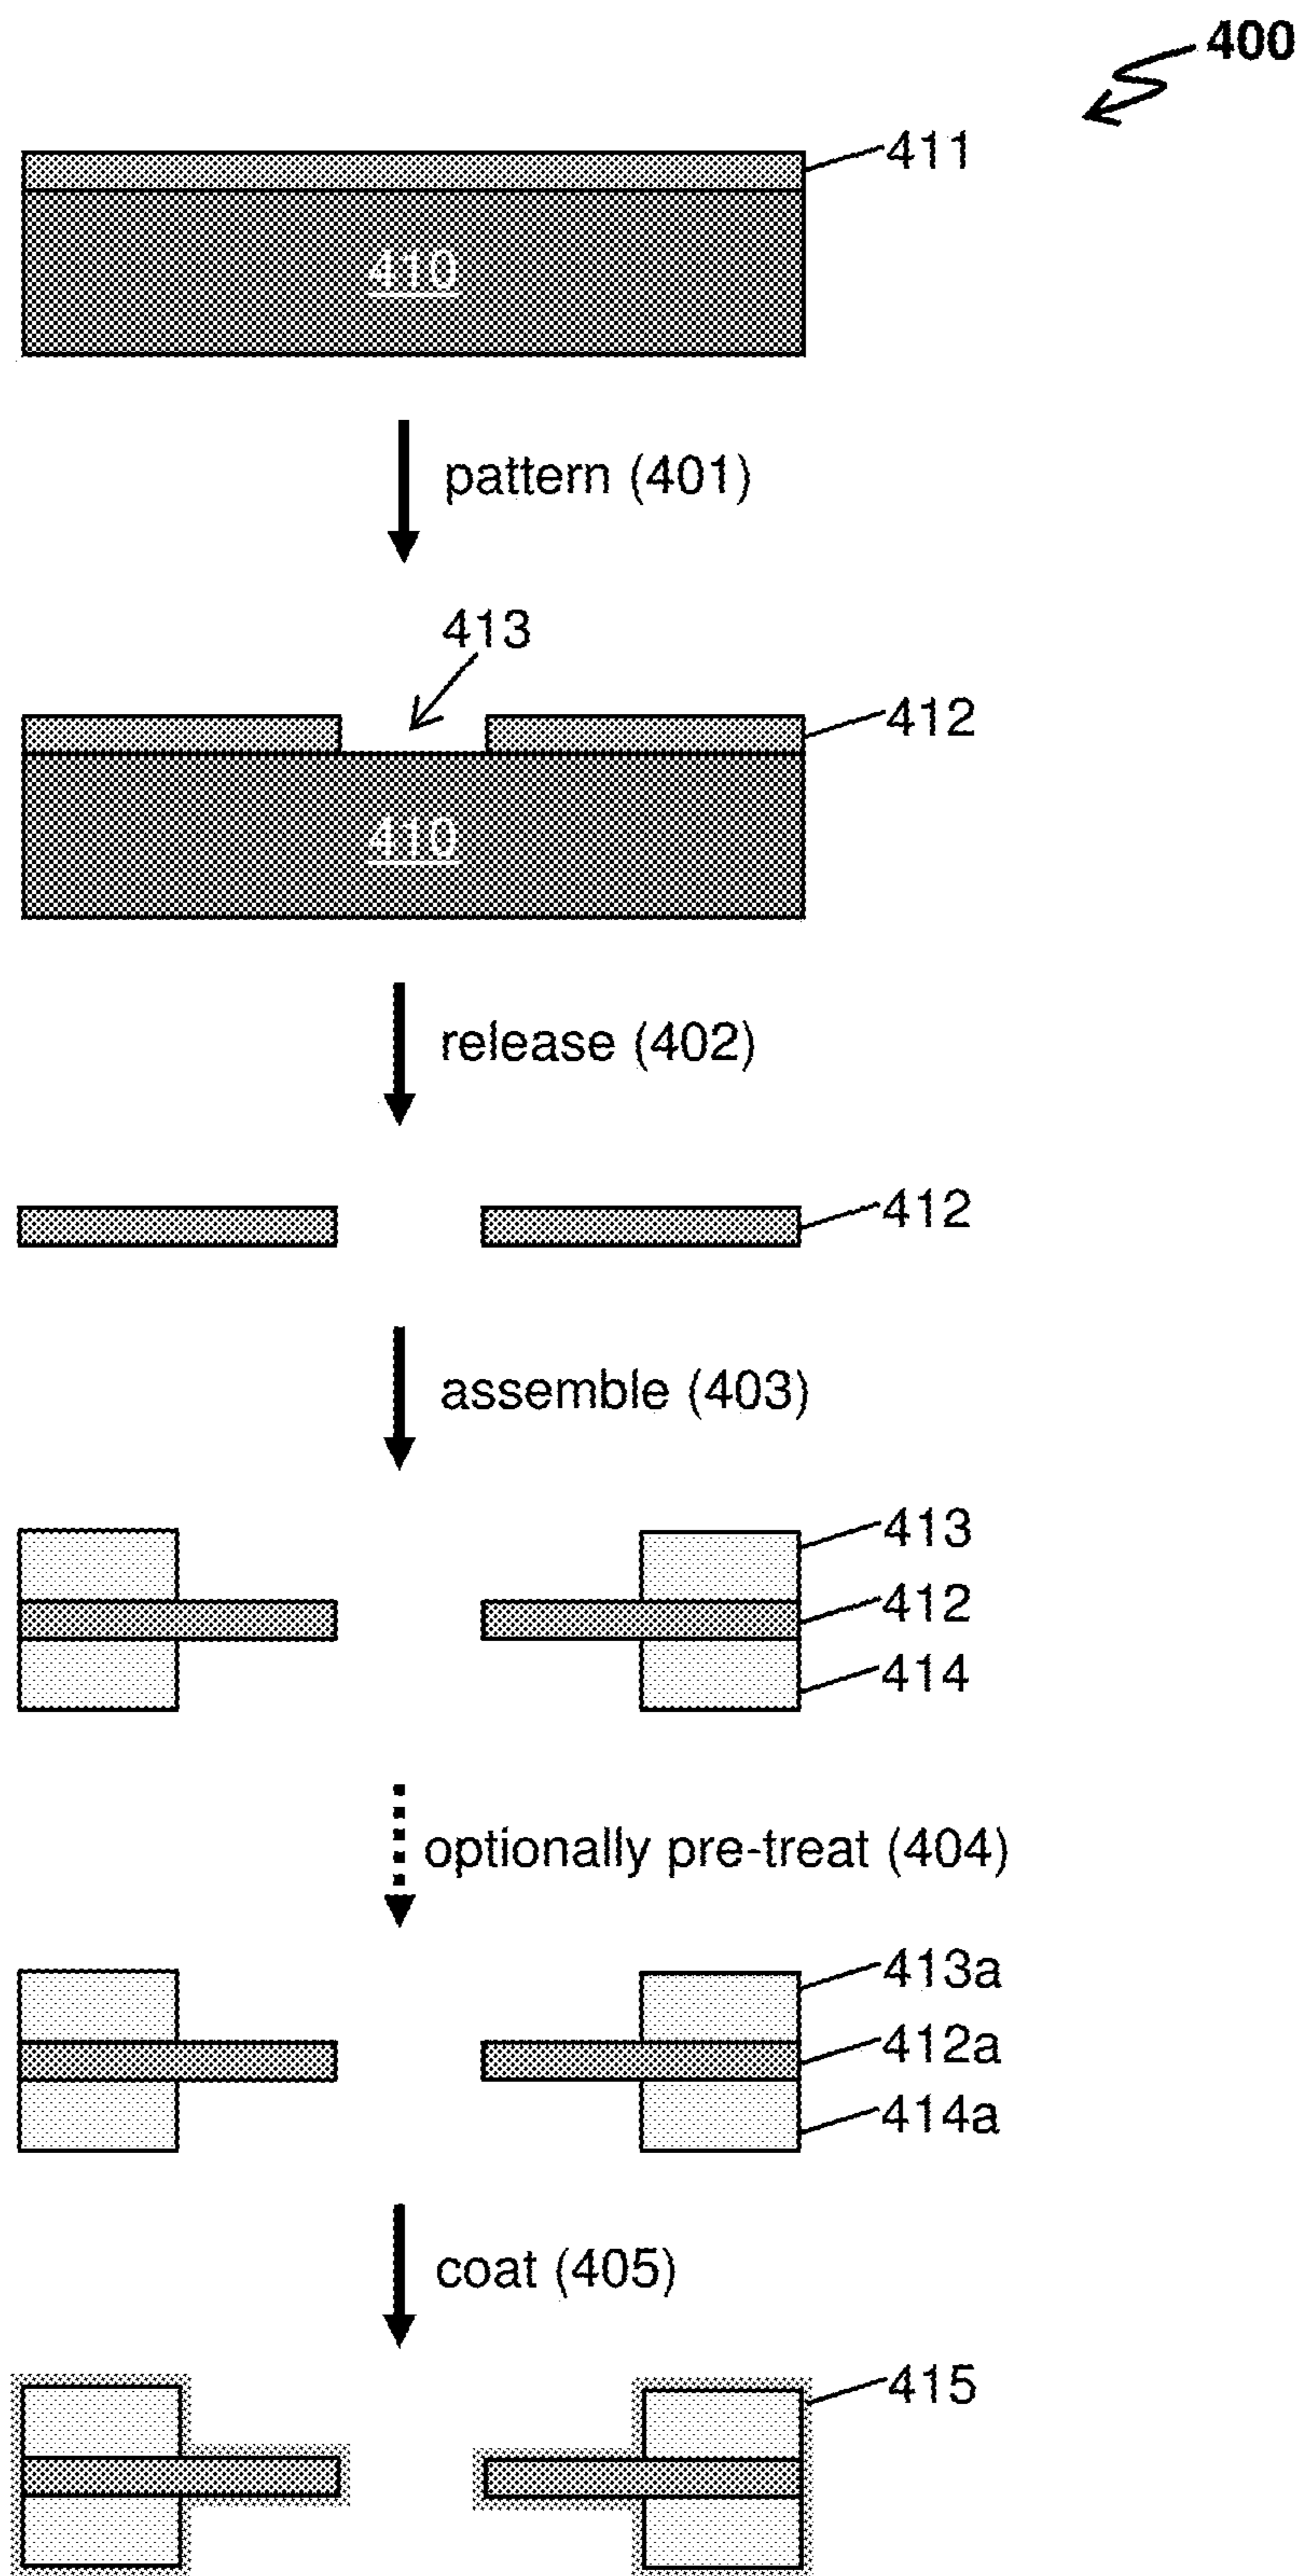 400
411
410
pattern (401)
413
412
410
release (402)
412
assemble (403)
413
412
414
optionally pre-treat (404)
413a
412a
414a
coat (405)
415